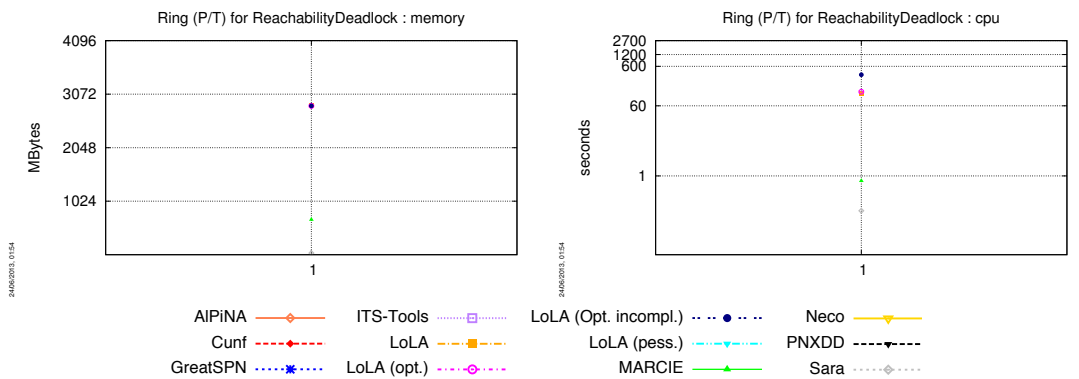 Ring (P/T) for ReachabilityDeadlock : memory
4096
3072
2048
1024
MBytes
1
24/06/2013, 01:54
Ring (P/T) for ReachabilityDeadlock : cpu
2700
1200
600
60
1
seconds
1
24/06/2013, 01:54
AlPiNA
Cunf
GreatSPN
ITS-Tools
LoLA
LoLA (opt.)
LoLA (Opt. incompl.)
LoLA (pess.)
MARCIE
Neco
PNXDD
Sara